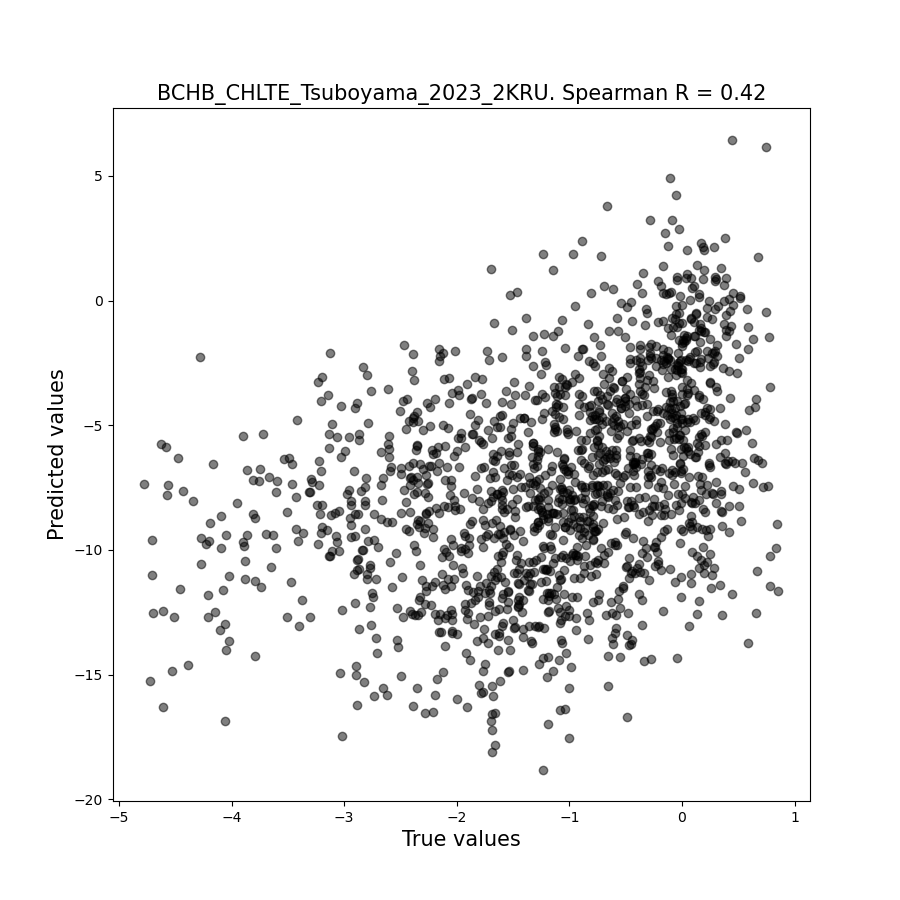 BCHB_CHLTE_Tsuboyama_2023_2KRU. Spearman R = 0.42
5
0
−5
−10
−15
−20
Predicted values
−5 −4 −3 −2 −1 0 1
True values